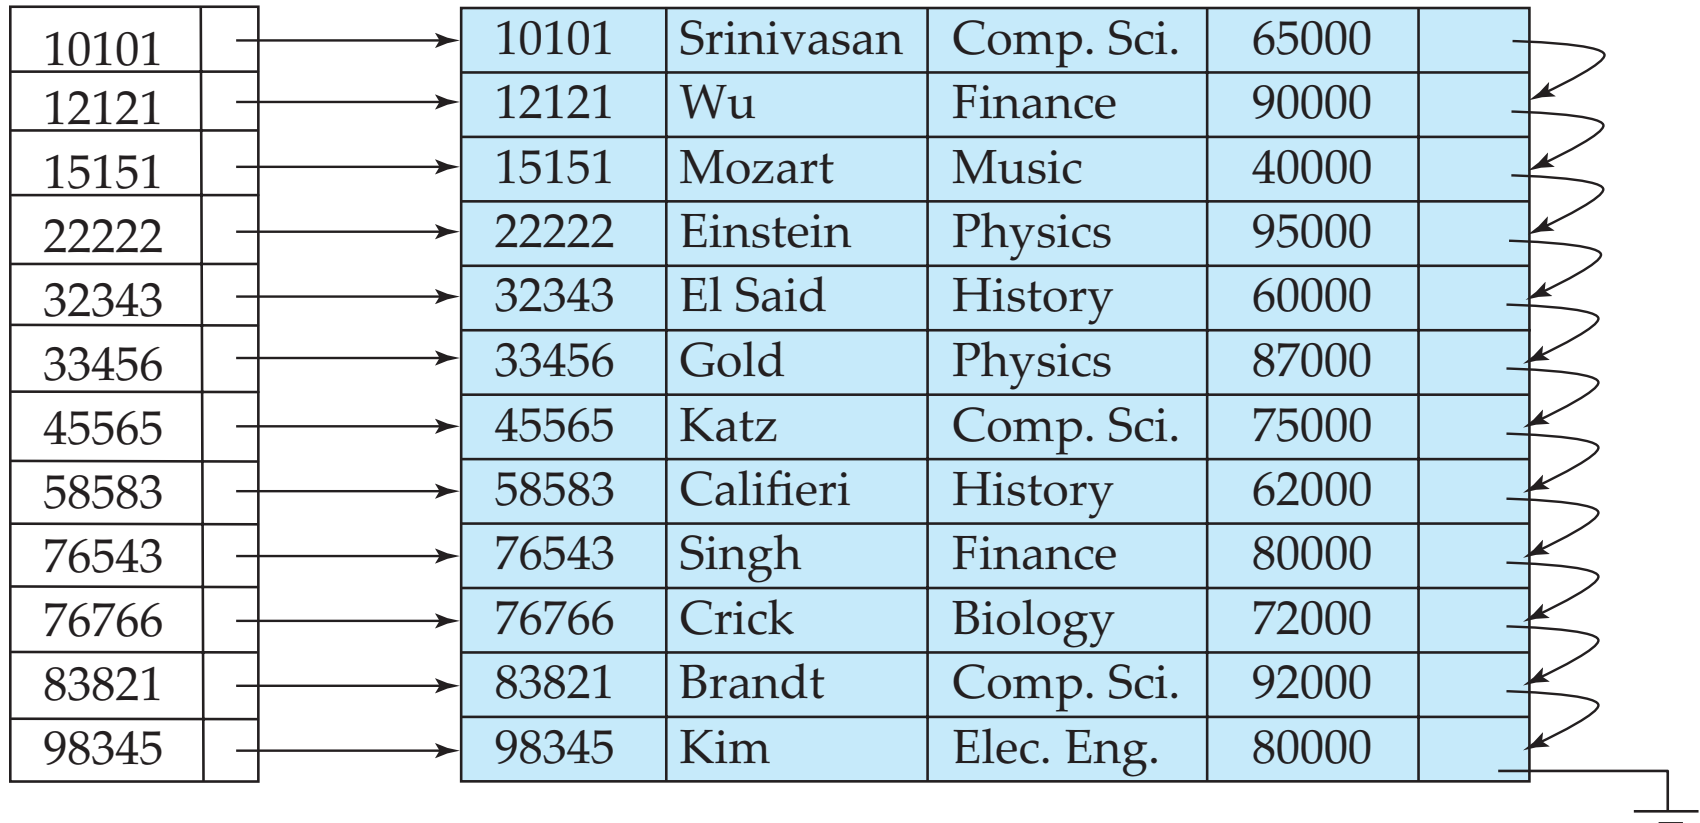 10101 10101 Srinivasan Comp. Sci. 65000
12121 12121 Wu Finance 90000
15151 15151 Mozart Music 40000
22222 22222 Einstein Physics 95000
32343 32343 El Said History 60000
33456 33456 Gold Physics 87000
45565 45565 Katz Comp. Sci. 75000
58583 58583 Califieri History 62000
76543 76543 Singh Finance 80000
76766 76766 Crick Biology 72000
83821 83821 Brandt Comp. Sci. 92000
98345 98345 Kim Elec. Eng. 80000